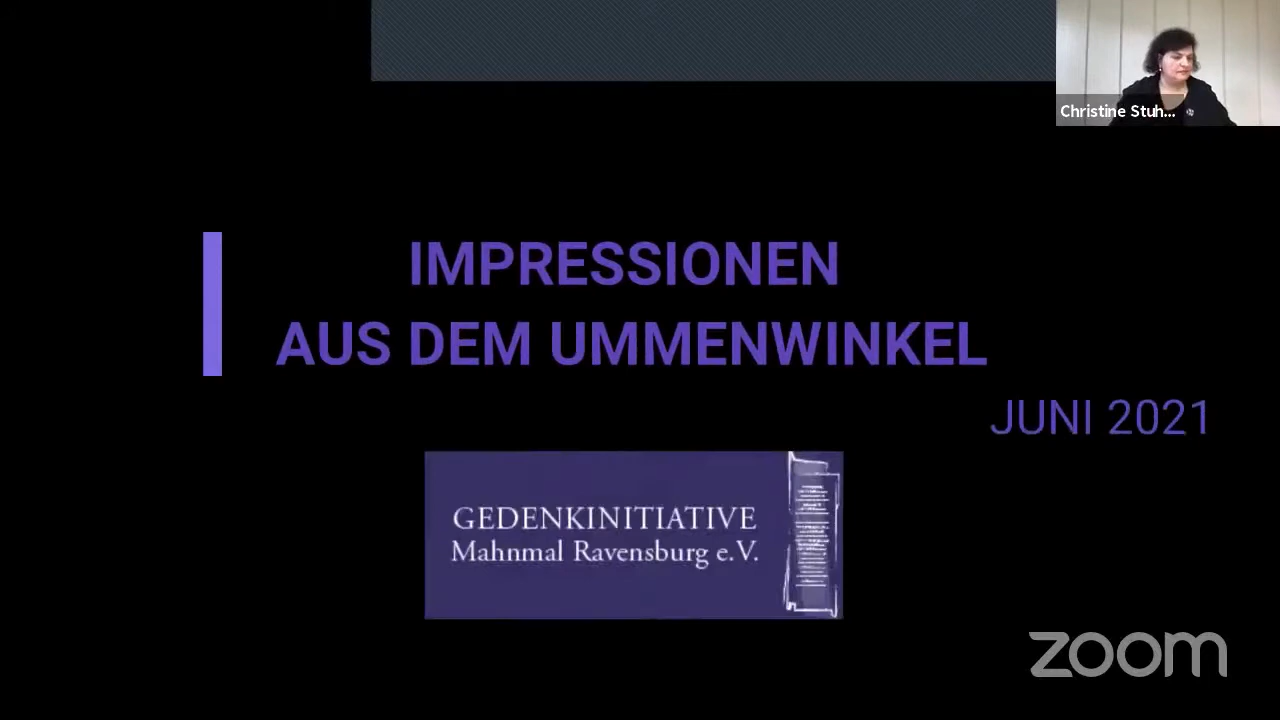 Christine Stuh...
IMPRESSIONEN
AUS DEM UMMENWINKEL
JUNI 2021
GEDENKINITIATIVE
Mahnmal Ravensburg e.V.
zoom